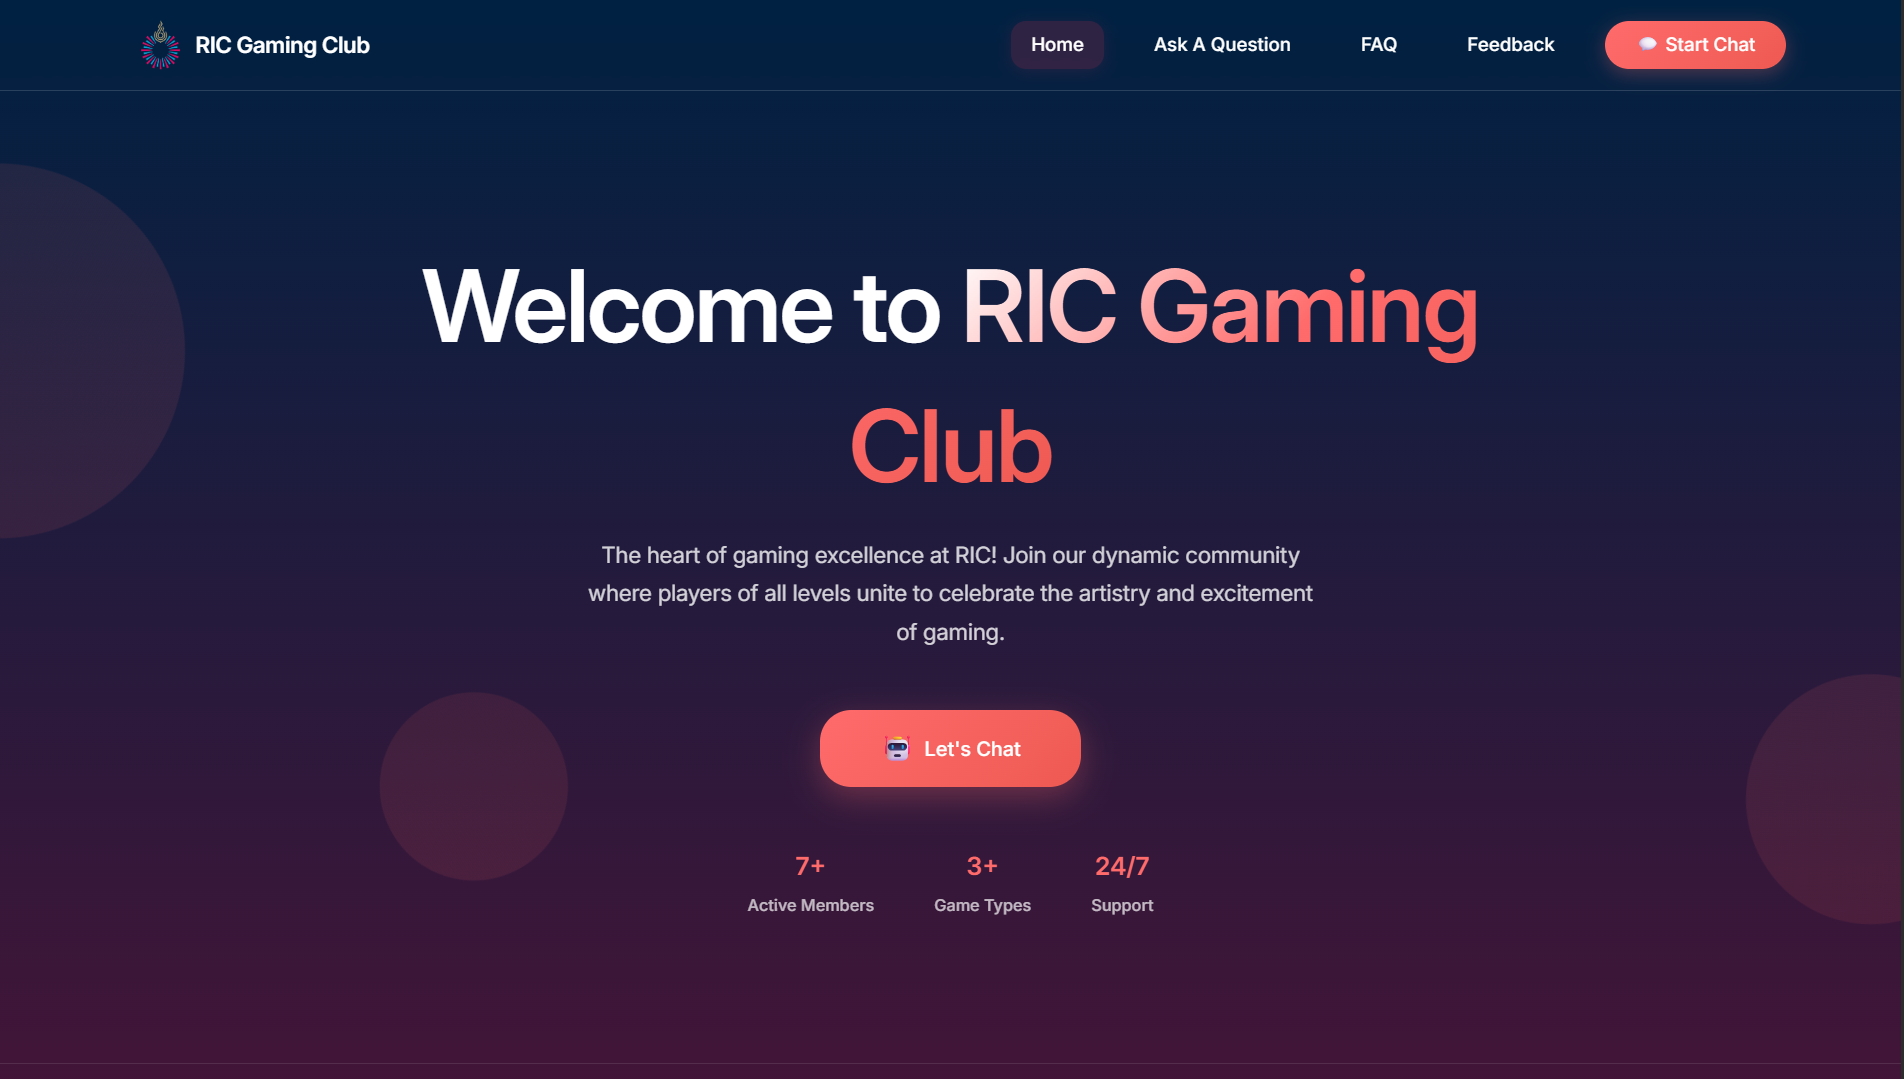 RIC Gaming Club
Home
Ask A Question
FAQ
Feedback
Start Chat
Welcome to RIC Gaming
Club
The heart of gaming excellence at RIC! Join our dynamic community
where players of all levels unite to celebrate the artistry and excitement
of gaming.
Let's Chat
7+
Active Members
3+
Game Types
24/7
Support